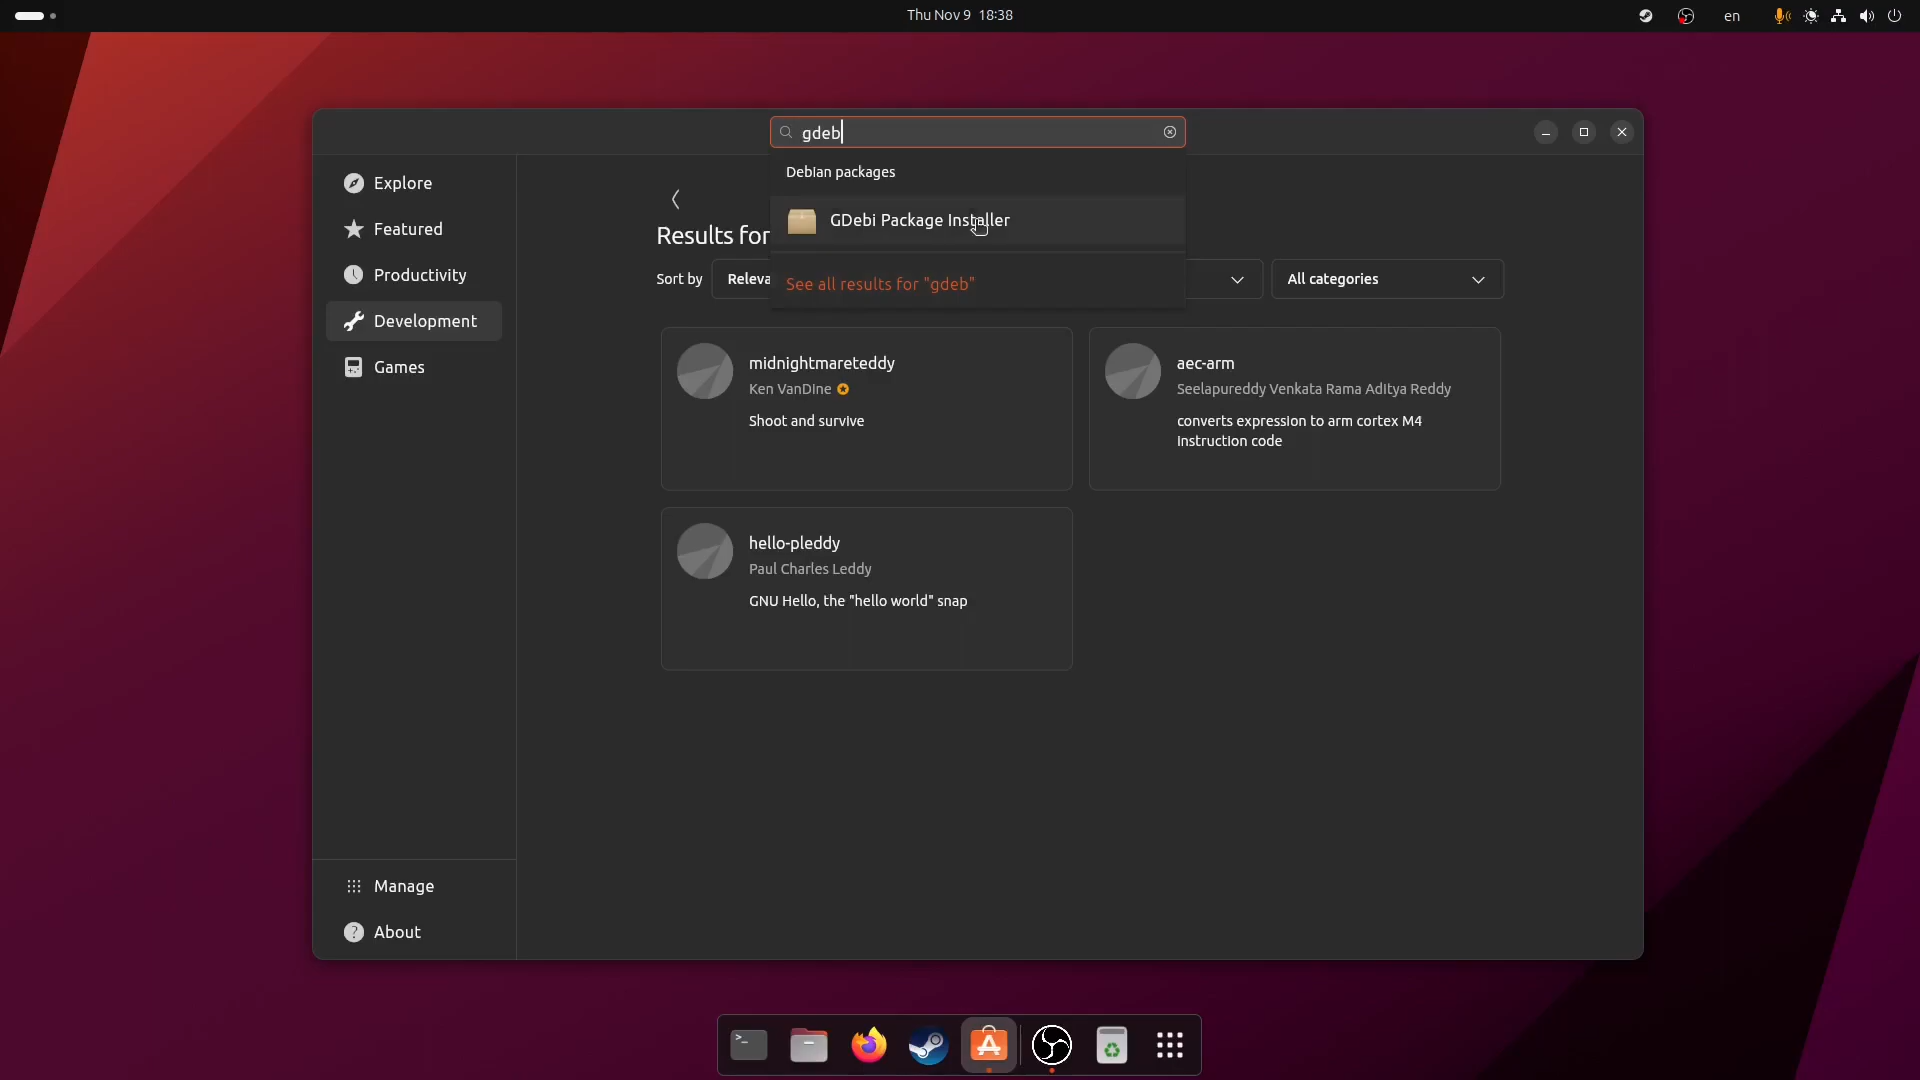 Thu Nov 9 18:38
en
gdeb
Debian packages
GDebi Package Installer
See all results for "gdeb"
Explore
Featured
Productivity
Development
Games
Manage
About
Results for
Sort by
Releva
All categories
midnightmareteddy
Ken VanDine
Shoot and survive
aec-arm
Seelapureddy Venkata Rama Aditya Reddy
converts expression to arm cortex M4
instruction code
hello-pleddy
Paul Charles Leddy
GNU Hello, the "hello world" snap